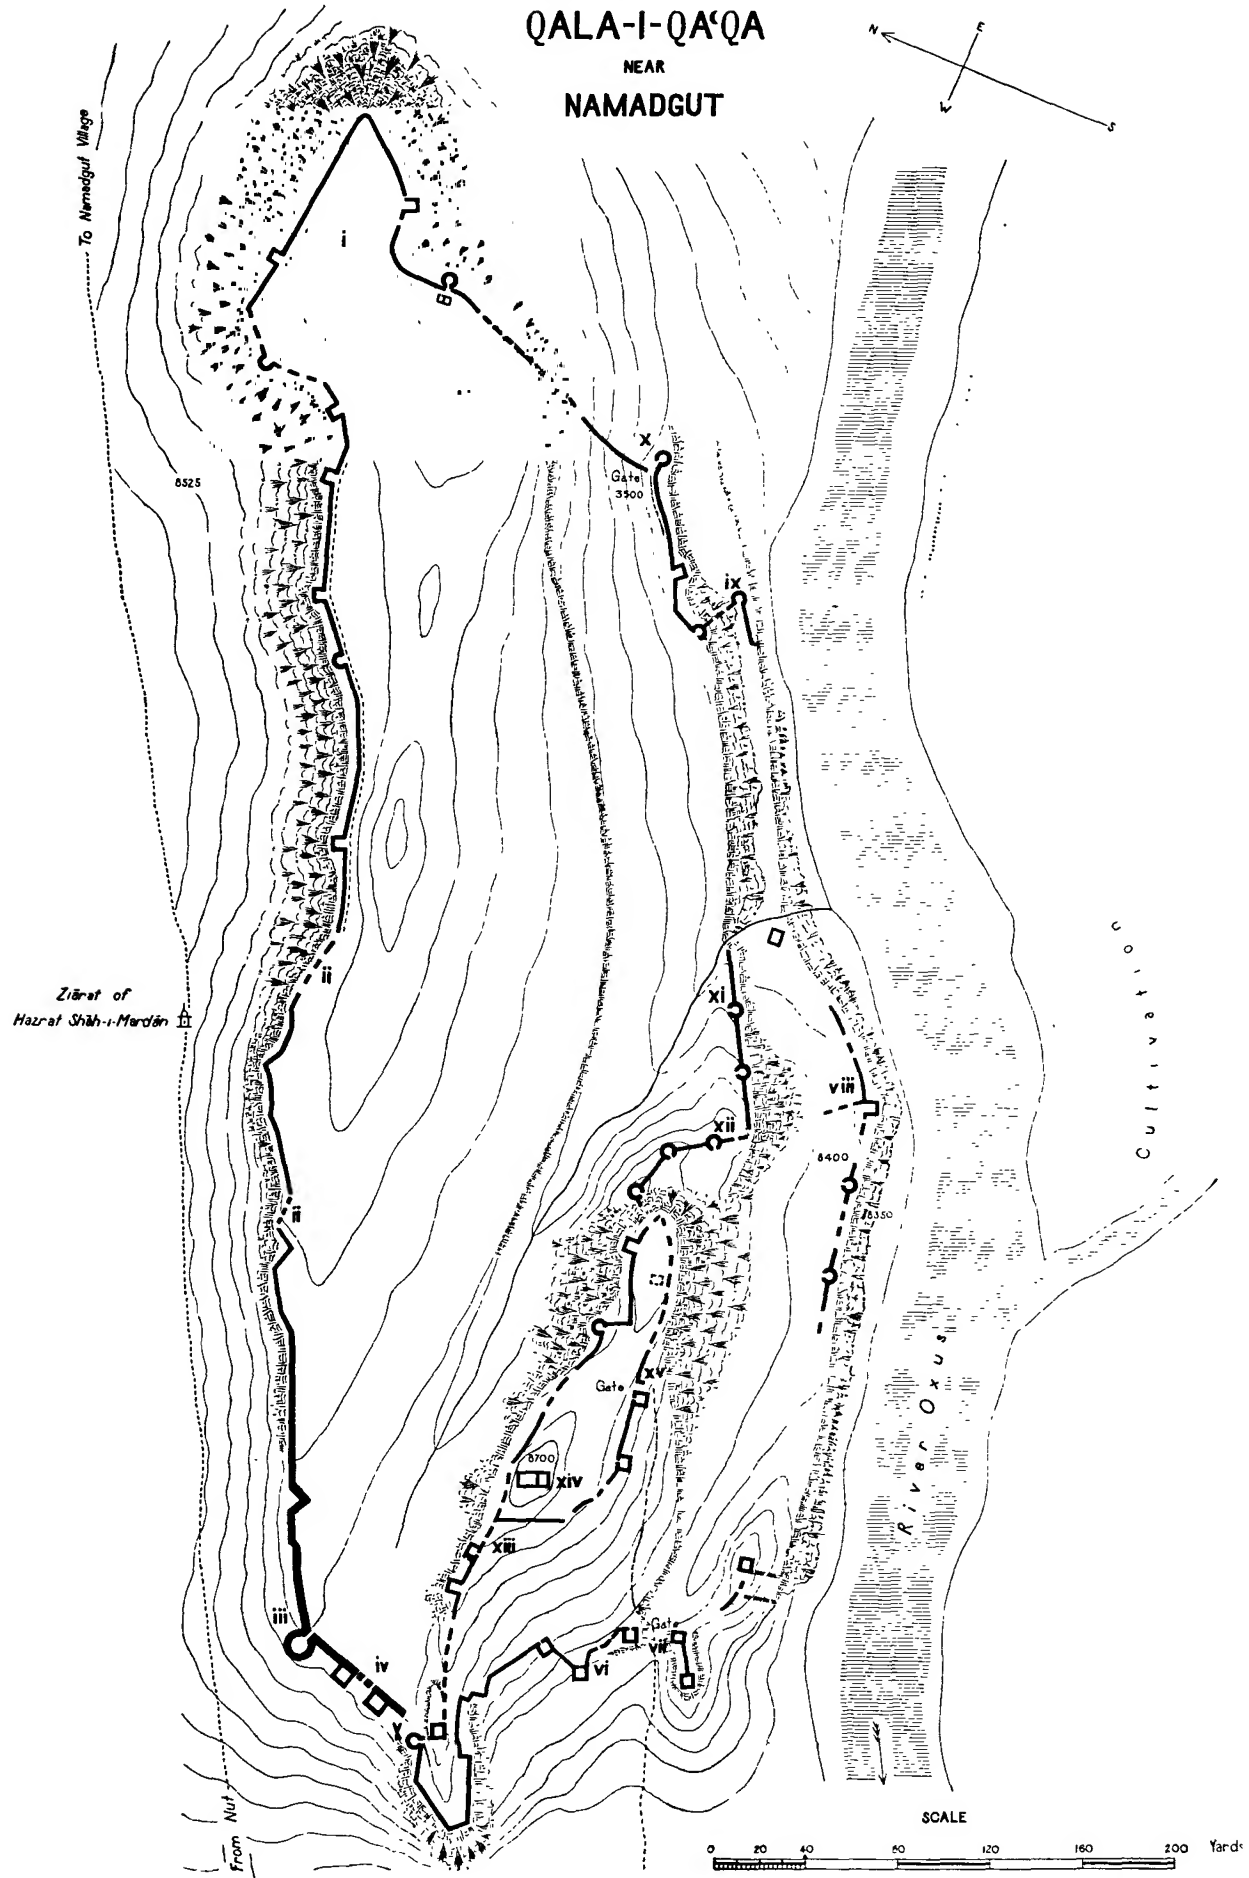 QALA-I-QAʿQA
NEAR
NAMADGUT
N
E
W
S
To Namadgut Village
i
B
x
Gate
3500
8525
ix
ii
Ziārat of
Hazrat Shāh-i-Mardān
xi
Cultivation
viii
xii
8400
ii
8350
xv
Gate
River Oxus
8700
xiv
xiii
iii
Gate
vii
iv
vi
v
From Nut
SCALE
0 20 40 80 120 160 200 Yards